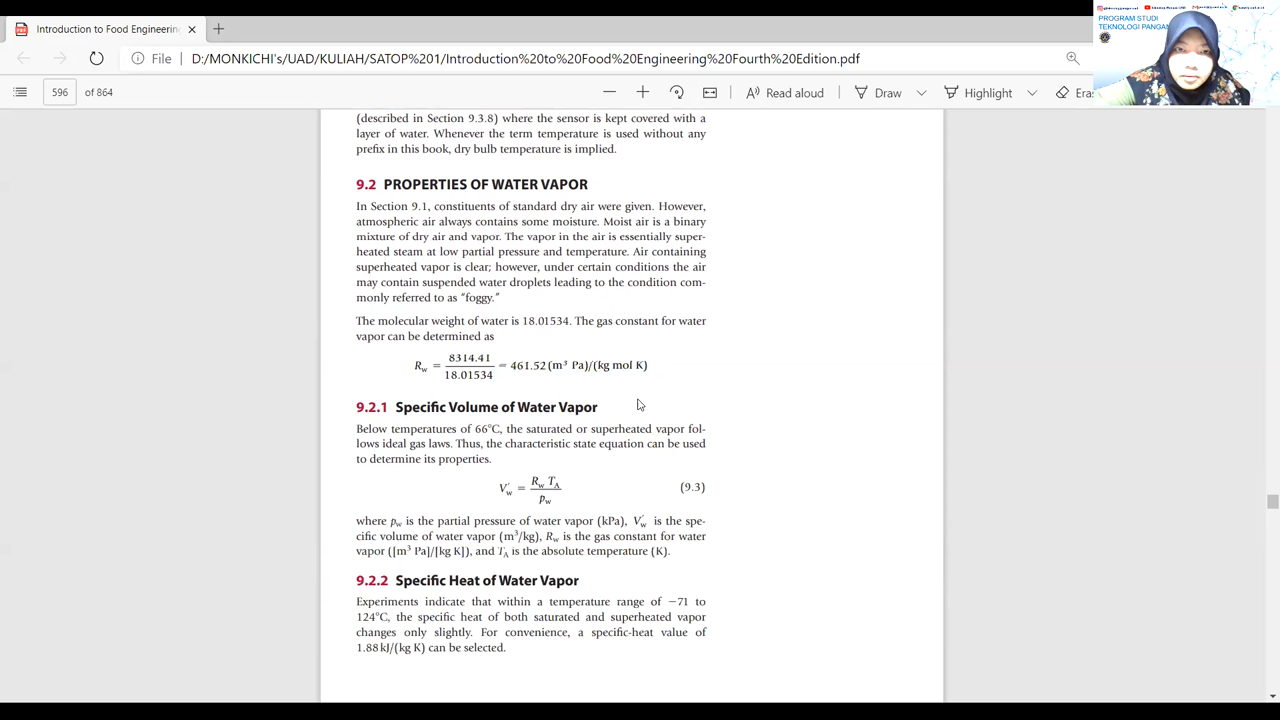 Introduction to Food Engineering
File D:/MONKICHI's/UAD/KULIAH/SATOP%201/Introduction%20to%20Food%20Engineering%20Fourth%20Edition.pdf
PROGRAM STUDI
TEKNOLOGI PANGAN
596 of 864 Read aloud Draw Highlight Eras
(described in Section 9.3.8) where the sensor is kept covered with a
layer of water. Whenever the term temperature is used without any
prefix in this book, dry bulb temperature is implied.
9.2 PROPERTIES OF WATER VAPOR
In Section 9.1, constituents of standard dry air were given. However,
atmospheric air always contains some moisture. Moist air is a binary
mixture of dry air and vapor. The vapor in the air is essentially super-
heated steam at low partial pressure and temperature. Air containing
superheated vapor is clear; however, under certain conditions the air
may contain suspended water droplets leading to the condition com-
monly referred to as “foggy.”
The molecular weight of water is 18.01534. The gas constant for water
vapor can be determined as
Rw = 8314.41 / 18.01534 = 461.52 (m³ Pa)/(kg mol K)
9.2.1 Specific Volume of Water Vapor
Below temperatures of 66°C, the saturated or superheated vapor fol-
lows ideal gas laws. Thus, the characteristic state equation can be used
to determine its properties.
V′w = Rw TA / pw (9.3)
where pw is the partial pressure of water vapor (kPa), V′w is the spe-
cific volume of water vapor (m³/kg), Rw is the gas constant for water
vapor ([m³ Pa]/[kg K]), and TA is the absolute temperature (K).
9.2.2 Specific Heat of Water Vapor
Experiments indicate that within a temperature range of −71 to
124°C, the specific heat of both saturated and superheated vapor
changes only slightly. For convenience, a specific-heat value of
1.88 kJ/(kg K) can be selected.